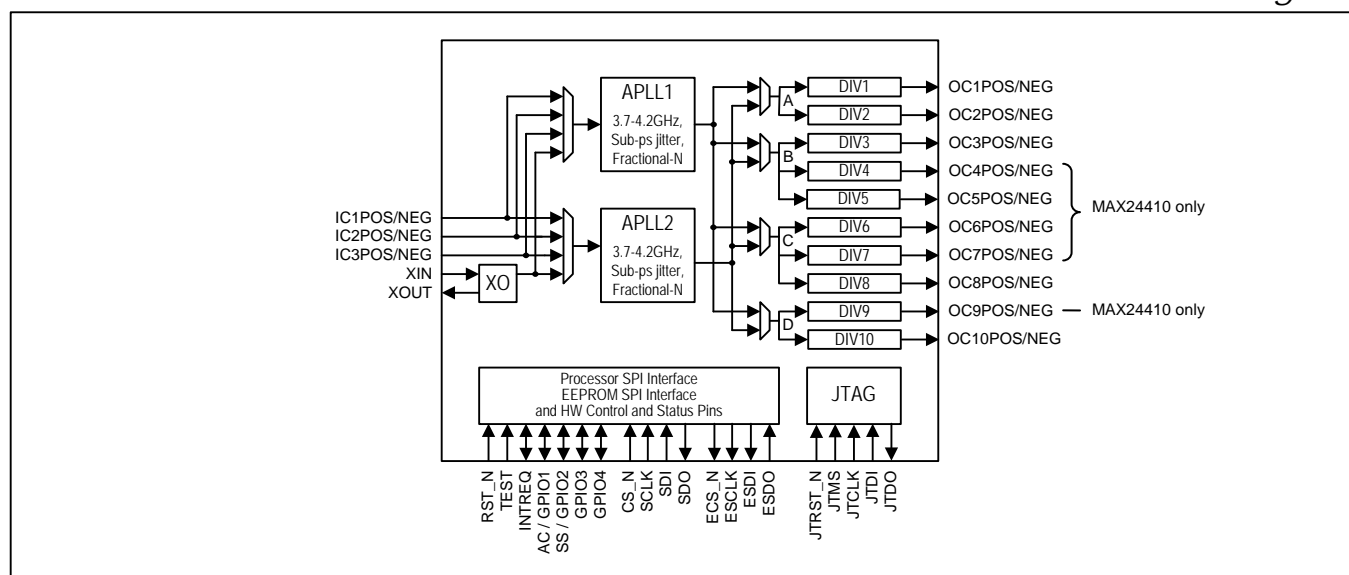 g
APLL1
3.7-4.2GHz,
Sub-ps jitter,
Fractional-N
APLL2
3.7-4.2GHz,
Sub-ps jitter,
Fractional-N
IC1POS/NEG
IC2POS/NEG
IC3POS/NEG
XIN
XOUT
XO
A
B
C
D
DIV1
DIV2
DIV3
DIV4
DIV5
DIV6
DIV7
DIV8
DIV9
DIV10
OC1POS/NEG
OC2POS/NEG
OC3POS/NEG
OC4POS/NEG
OC5POS/NEG
OC6POS/NEG
OC7POS/NEG
OC8POS/NEG
OC9POS/NEG
OC10POS/NEG
MAX24410 only
MAX24410 only
Processor SPI Interface
EEPROM SPI Interface
and HW Control and Status Pins
JTAG
RST_N
TEST
INTREQ
AC / GPIO1
SS / GPIO2
GPIO3
GPIO4
CS_N
SCLK
SDI
SDO
ECS_N
ESCLK
ESDI
ESDO
JTRST_N
JTMS
JTCLK
JTDI
JTDO